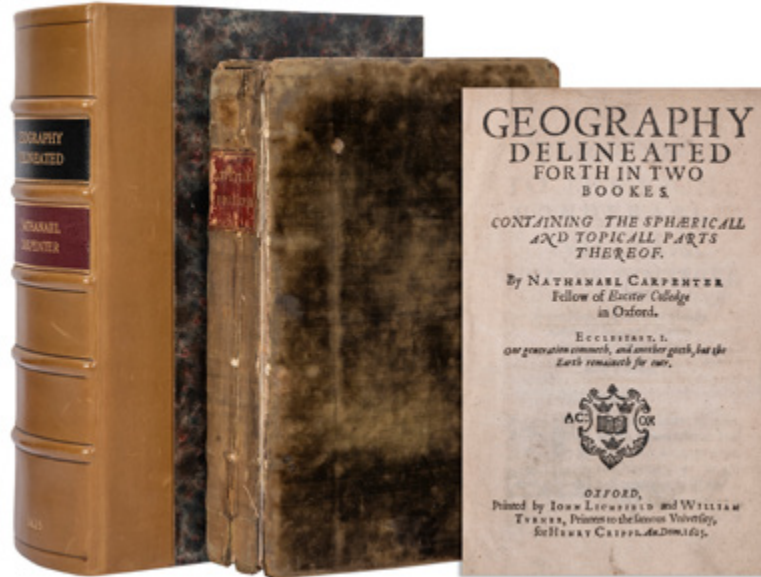 GEOGRAPHY
DELINEATED
NATHANAEL
CARPENTER
1625
GEOGRAPHY
DELINEATED
FORTH IN TWO
BOOKES.
CONTAINING THE SPHÆRICALL
AND TOPICALL PARTS
THEREOF.
By NATHANAEL CARPENTER
Fellow of Exceter Colledge
in Oxford.
ECCLESIAST. I.
One generation commeth, and another goeth, but the
Earth remaineth for euer.
AC: OX
OXFORD,
Printed by IOHN LICHFIELD and WILLIAM
TVRNER, Printers to the famous Vniversity,
for HENRY CRIPPS. An. Dom. 1625.